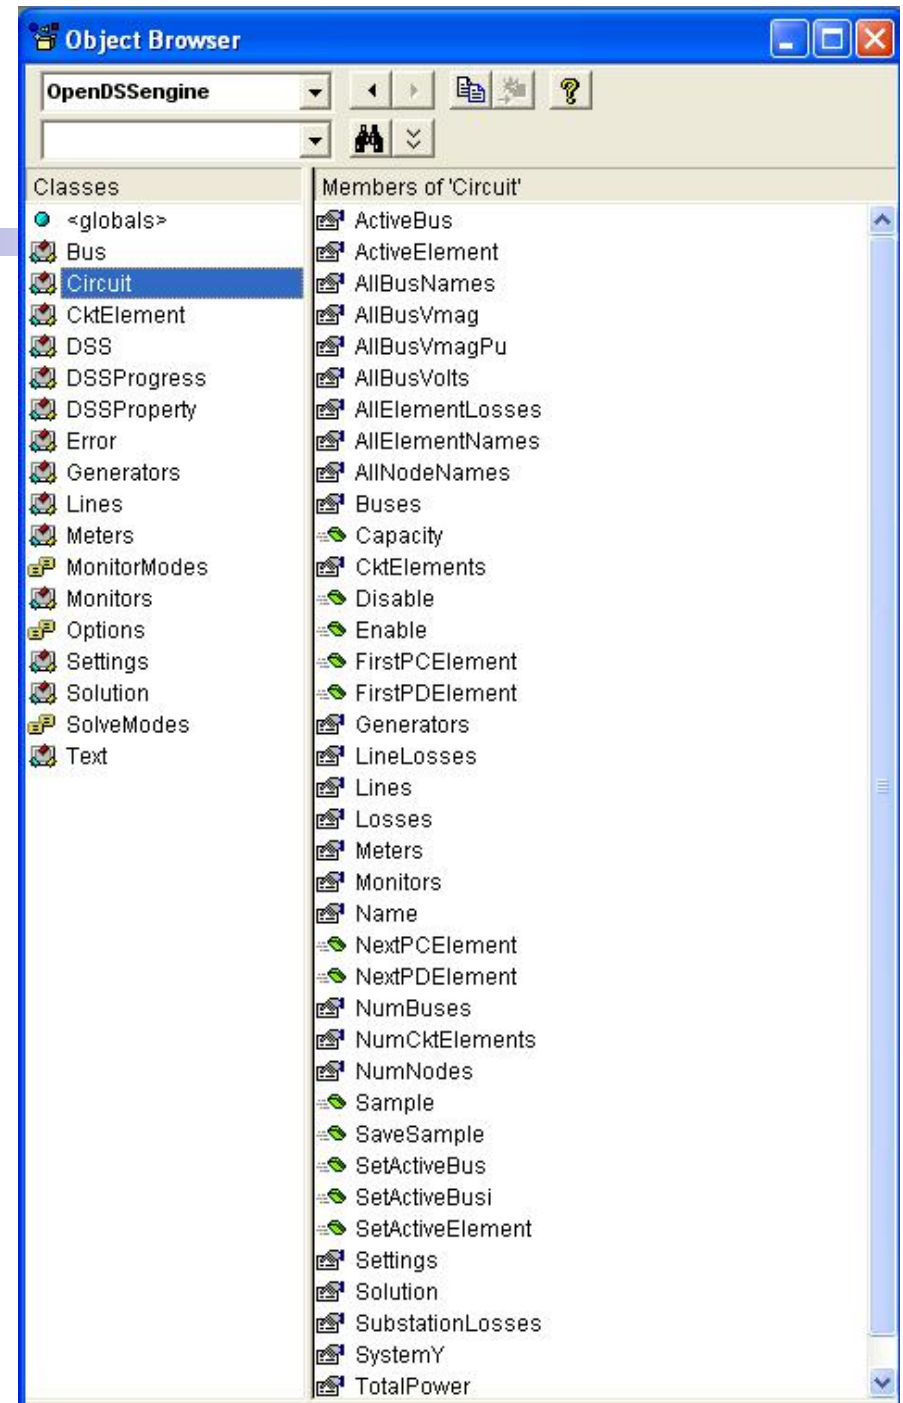 Object Browser
OpenDSSengine
Classes
<globals>
Bus
Circuit
CktElement
DSS
DSSProgress
DSSProperty
Error
Generators
Lines
Meters
MonitorModes
Monitors
Options
Settings
Solution
SolveModes
Text
Members of 'Circuit'
ActiveBus
ActiveElement
AllBusNames
AllBusVmag
AllBusVmagPu
AllBusVolts
AllElementLosses
AllElementNames
AllNodeNames
Buses
Capacity
CktElements
Disable
Enable
FirstPCElement
FirstPDElement
Generators
LineLosses
Lines
Losses
Meters
Monitors
Name
NextPCElement
NextPDElement
NumBuses
NumCktElements
NumNodes
Sample
SaveSample
SetActiveBus
SetActiveBusi
SetActiveElement
Settings
Solution
SubstationLosses
SystemY
TotalPower